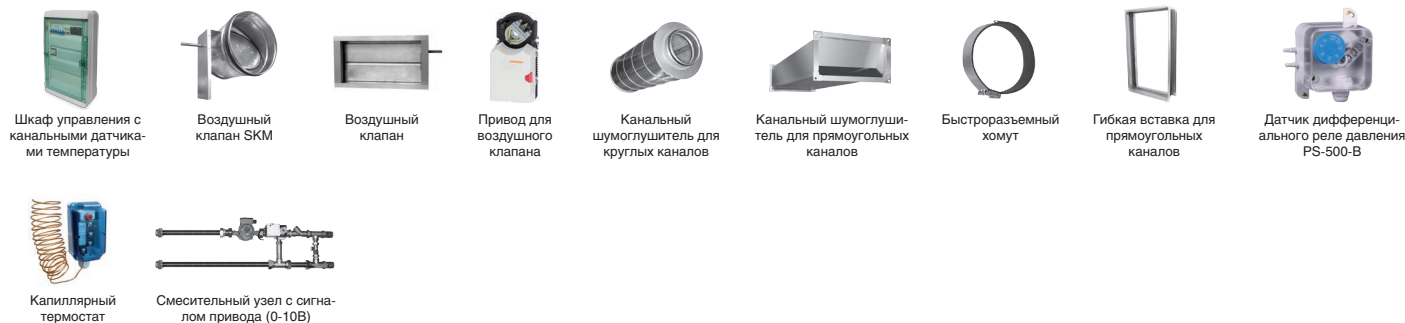 Шкаф управления с
канальными датчика-
ми температуры
Воздушный
клапан SKM
Воздушный
клапан
Привод для
воздушного
клапана
Канальный
шумоглушитель для
круглых каналов
Канальный шумоглуши-
тель для прямоугольных
каналов
Быстроразъемный
хомут
Гибкая вставка для
прямоугольных
каналов
Датчик дифференци-
ального реле давления
PS-500-B
Капиллярный
термостат
Смесительный узел с сигна-
лом привода (0-10В)